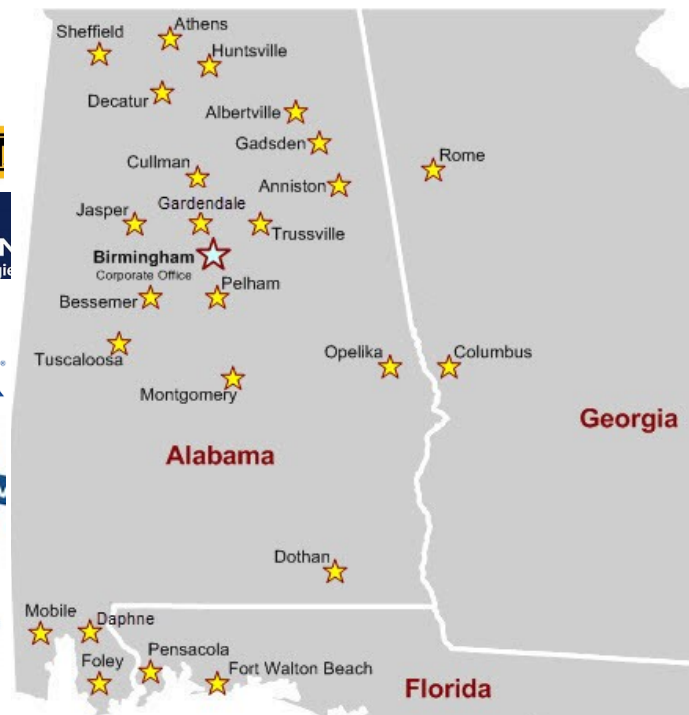 Athens
Sheffield
Huntsville
Decatur
Albertville
Gadsden
Rome
Cullman
Anniston
Jasper
Gardendale
Trussville
Birmingham
Corporate Office
Pelham
Bessemer
Tuscaloosa
Opelika
Columbus
Montgomery
Georgia
Alabama
Dothan
Mobile
Daphne
Pensacola
Foley
Fort Walton Beach
Florida